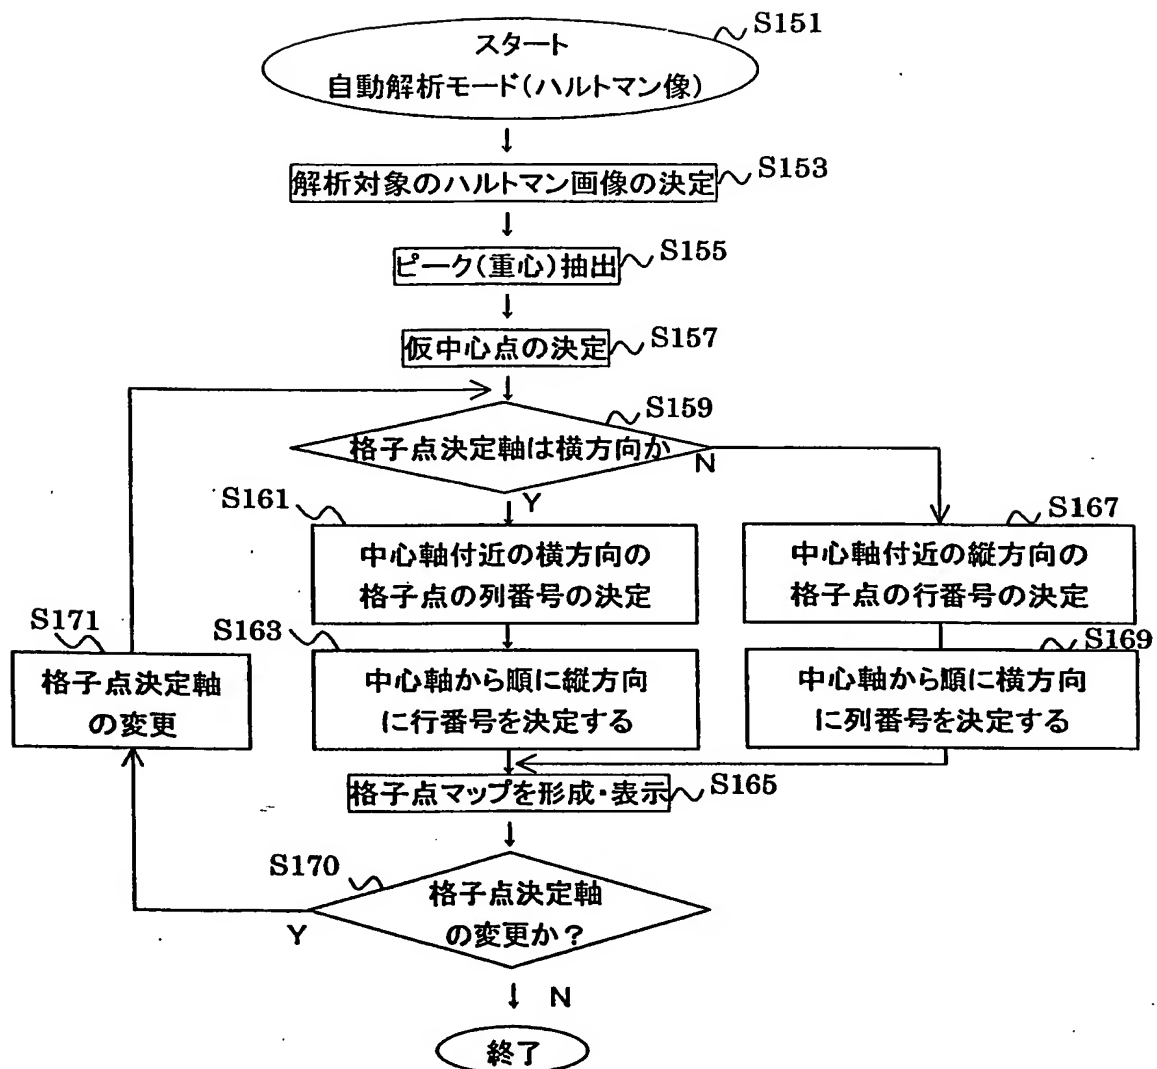 S151
スタート
自動解析モード(ハルトマン像)
解析対象のハルトマン画像の決定
S153
ピーク(重心)抽出
S155
仮中心点の決定
S157
S159
格子点決定軸は横方向か
N
Y
S161
中心軸付近の横方向の
格子点の列番号の決定
S167
中心軸付近の縦方向の
格子点の行番号の決定
S171
格子点決定軸
の変更
S163
中心軸から順に縦方向
に行番号を決定する
S169
中心軸から順に横方向
に列番号を決定する
格子点マップを形成・表示
S165
S170
格子点決定軸
の変更か?
Y
N
終了